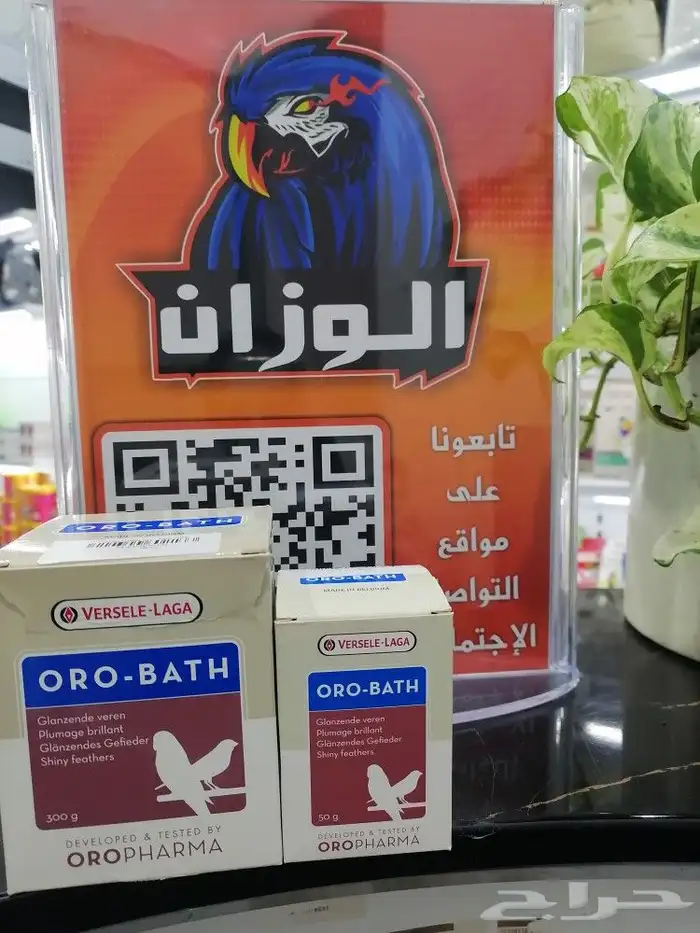 الوزان
تابعونا
على
مواقع
ORO-BATH
VERSELE-LAGA
ORO-BATH
Glanzende veren
Plumage brillant
Glänzendes Gefieder
Shiny feathers
300 g
DEVELOPED & TESTED BY
OROPHARMA
ORO-BATH
MADE IN BELGIUM
VERSELE-LAGA
ORO-BATH
Glanzende veren
Plumage brillant
Glänzendes Gefieder
Shiny feathers
50 g
DEVELOPED & TESTED BY
OROPHARMA
حراج